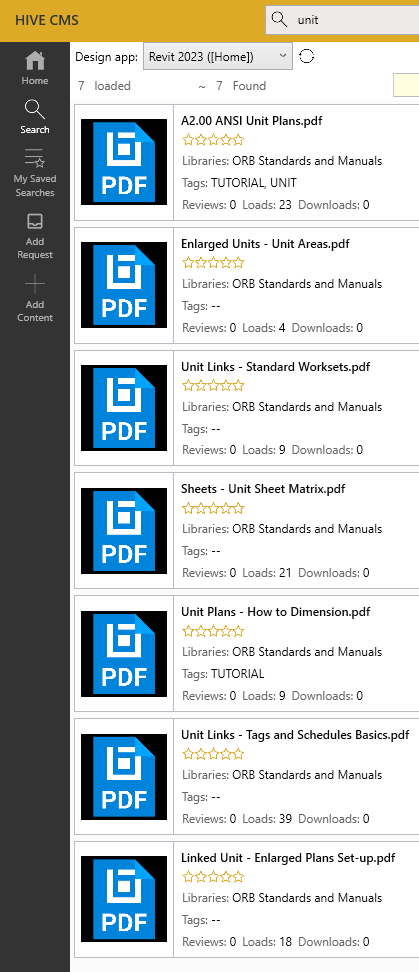 HIVE CMS
unit
Home
Search
My Saved
Searches
Add
Request
Add
Content
Design app: Revit 2023 ([Home])
7 loaded ~ 7 Found
PDF
A2.00 ANSI Unit Plans.pdf
Libraries: ORB Standards and Manuals
Tags: TUTORIAL, UNIT
Reviews: 0 Loads: 23 Downloads: 0
PDF
Enlarged Units - Unit Areas.pdf
Libraries: ORB Standards and Manuals
Tags: --
Reviews: 0 Loads: 4 Downloads: 0
PDF
Unit Links - Standard Worksets.pdf
Libraries: ORB Standards and Manuals
Tags: --
Reviews: 0 Loads: 9 Downloads: 0
PDF
Sheets - Unit Sheet Matrix.pdf
Libraries: ORB Standards and Manuals
Tags: --
Reviews: 0 Loads: 21 Downloads: 0
PDF
Unit Plans - How to Dimension.pdf
Libraries: ORB Standards and Manuals
Tags: TUTORIAL
Reviews: 0 Loads: 9 Downloads: 0
PDF
Unit Links - Tags and Schedules Basics.pdf
Libraries: ORB Standards and Manuals
Tags: --
Reviews: 0 Loads: 39 Downloads: 0
PDF
Linked Unit - Enlarged Plans Set-up.pdf
Libraries: ORB Standards and Manuals
Tags: --
Reviews: 0 Loads: 18 Downloads: 0